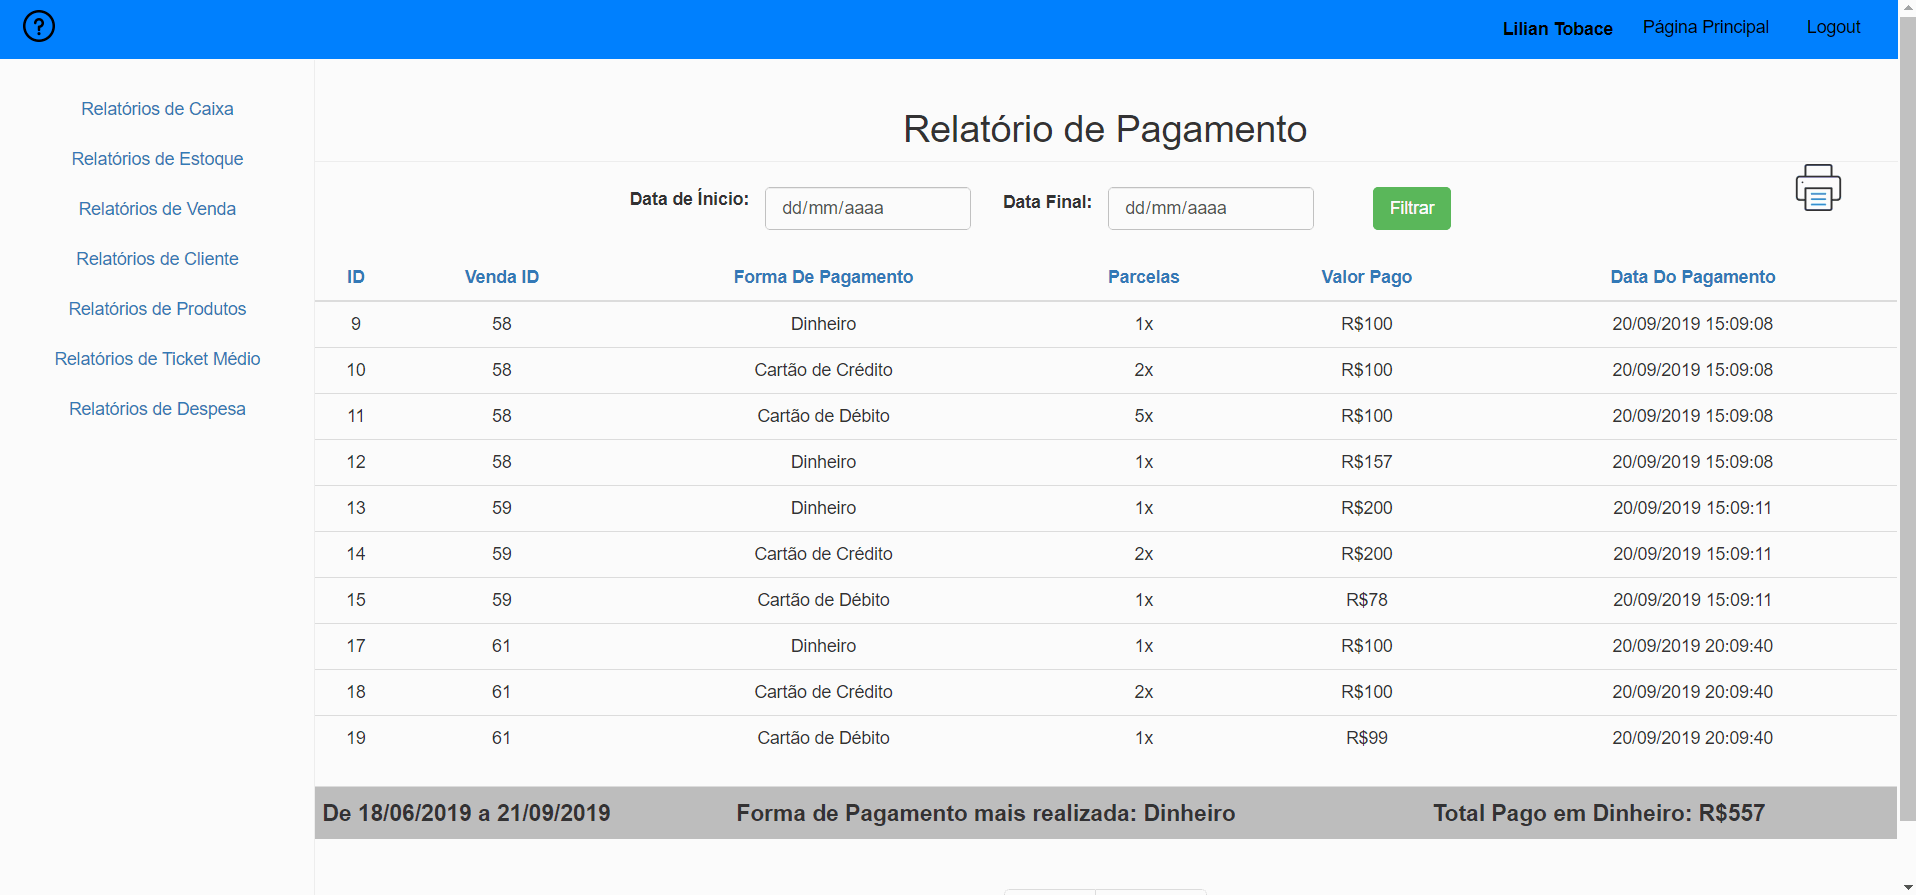 ?
Lilian Tobace Página Principal Logout
Relatórios de Caixa
Relatórios de Estoque
Relatórios de Venda
Relatórios de Cliente
Relatórios de Produtos
Relatórios de Ticket Médio
Relatórios de Despesa
Relatório de Pagamento
Data de Ínicio: dd/mm/aaaa Data Final: dd/mm/aaaa Filtrar
ID Venda ID Forma De Pagamento Parcelas Valor Pago Data Do Pagamento
9 58 Dinheiro 1x R$100 20/09/2019 15:09:08
10 58 Cartão de Crédito 2x R$100 20/09/2019 15:09:08
11 58 Cartão de Débito 5x R$100 20/09/2019 15:09:08
12 58 Dinheiro 1x R$157 20/09/2019 15:09:08
13 59 Dinheiro 1x R$200 20/09/2019 15:09:11
14 59 Cartão de Crédito 2x R$200 20/09/2019 15:09:11
15 59 Cartão de Débito 1x R$78 20/09/2019 15:09:11
17 61 Dinheiro 1x R$100 20/09/2019 20:09:40
18 61 Cartão de Crédito 2x R$100 20/09/2019 20:09:40
19 61 Cartão de Débito 1x R$99 20/09/2019 20:09:40
De 18/06/2019 a 21/09/2019 Forma de Pagamento mais realizada: Dinheiro Total Pago em Dinheiro: R$557